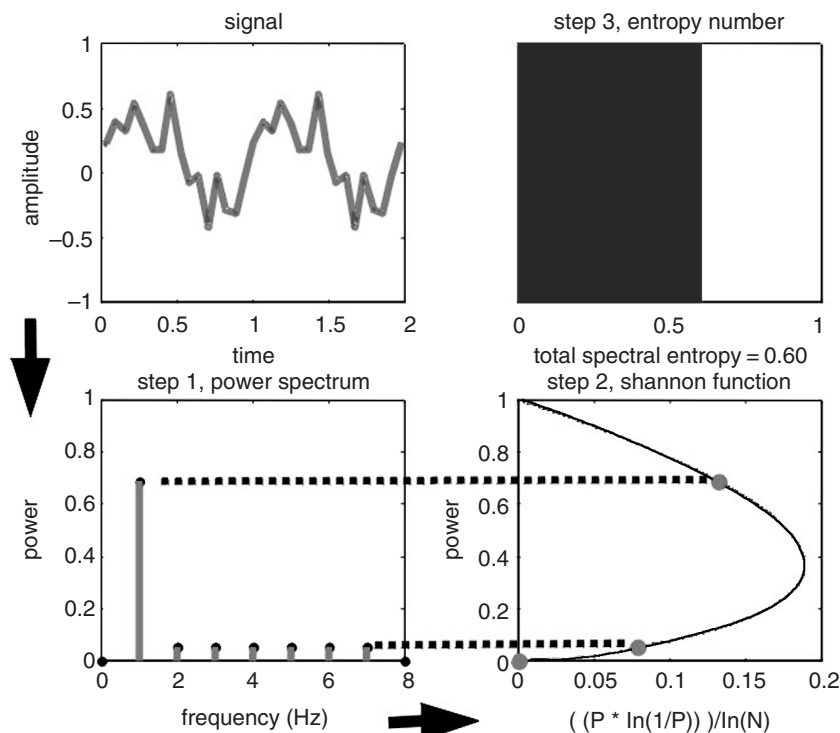 signal
1
0.5
0
−0.5
−1
amplitude
0 0.5 1 1.5 2
time
step 3, entropy number
0 0.5 1
total spectral entropy = 0.60
step 1, power spectrum
1
0.8
0.6
0.4
0.2
0
power
0 2 4 6 8
frequency (Hz)
step 2, shannon function
1
0.8
0.6
0.4
0.2
0
power
0 0.05 0.1 0.15 0.2
( (P * ln(1/P)) )/ln(N)